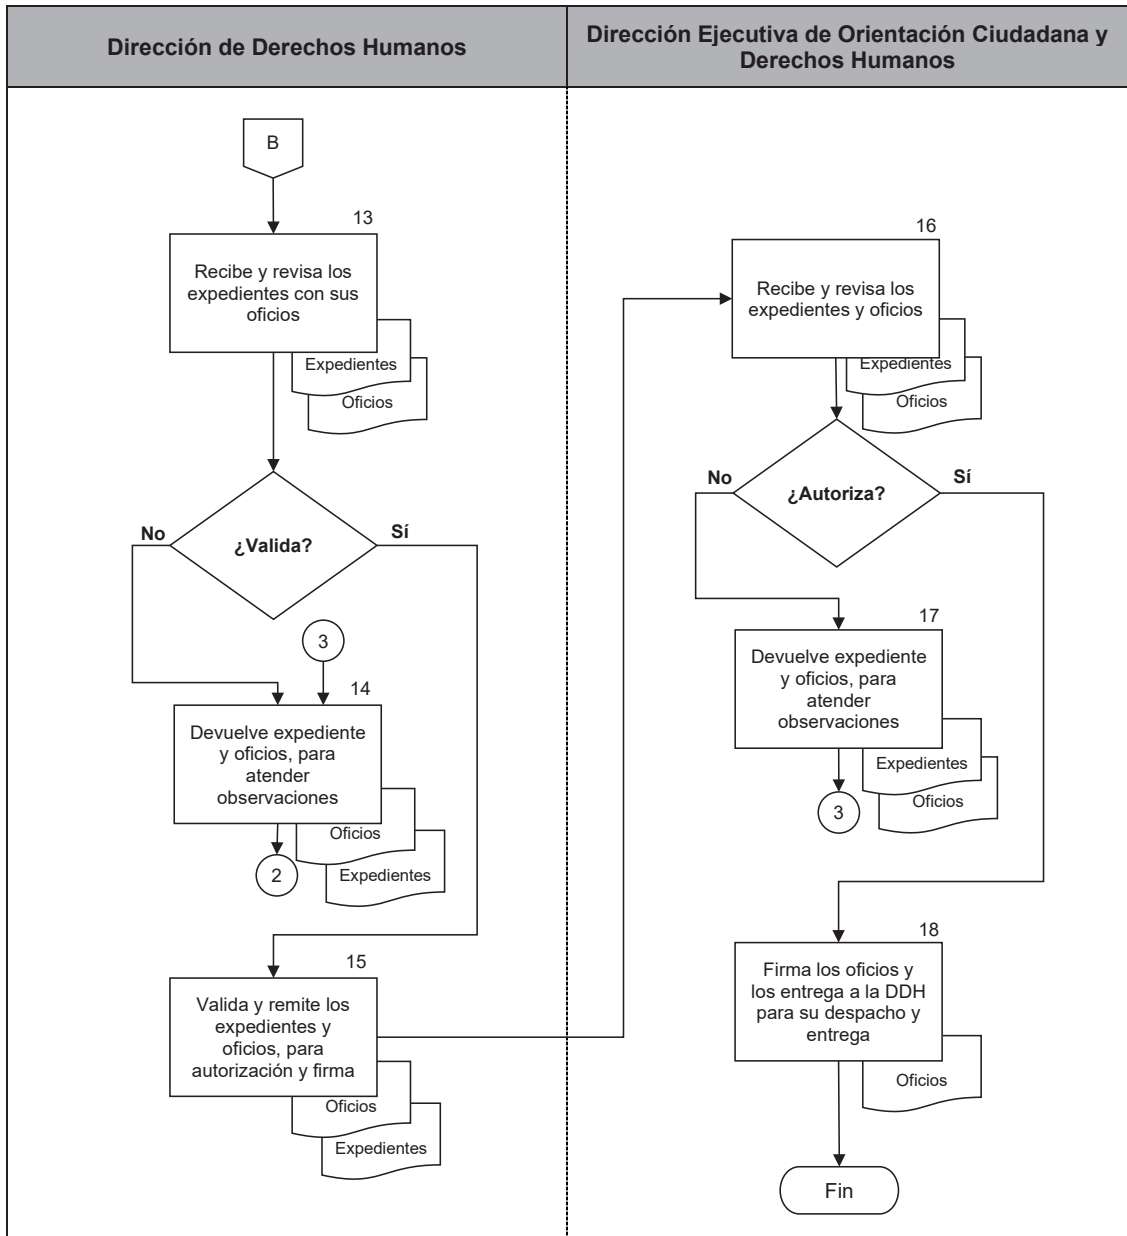 Dirección de Derechos Humanos
Dirección Ejecutiva de Orientación Ciudadana y
Derechos Humanos
B
13
Recibe y revisa los
expedientes con sus
oficios
Expedientes
Oficios
¿Valida?
No
Sí
3
14
Devuelve expediente
y oficios, para
atender
observaciones
Oficios
Expedientes
2
15
Valida y remite los
expedientes y
oficios, para
autorización y firma
Oficios
Expedientes
16
Recibe y revisa los
expedientes y oficios
Expedientes
Oficios
¿Autoriza?
No
Sí
17
Devuelve expediente
y oficios, para
atender
observaciones
Expedientes
Oficios
3
18
Firma los oficios y
los entrega a la DDH
para su despacho y
entrega
Oficios
Fin